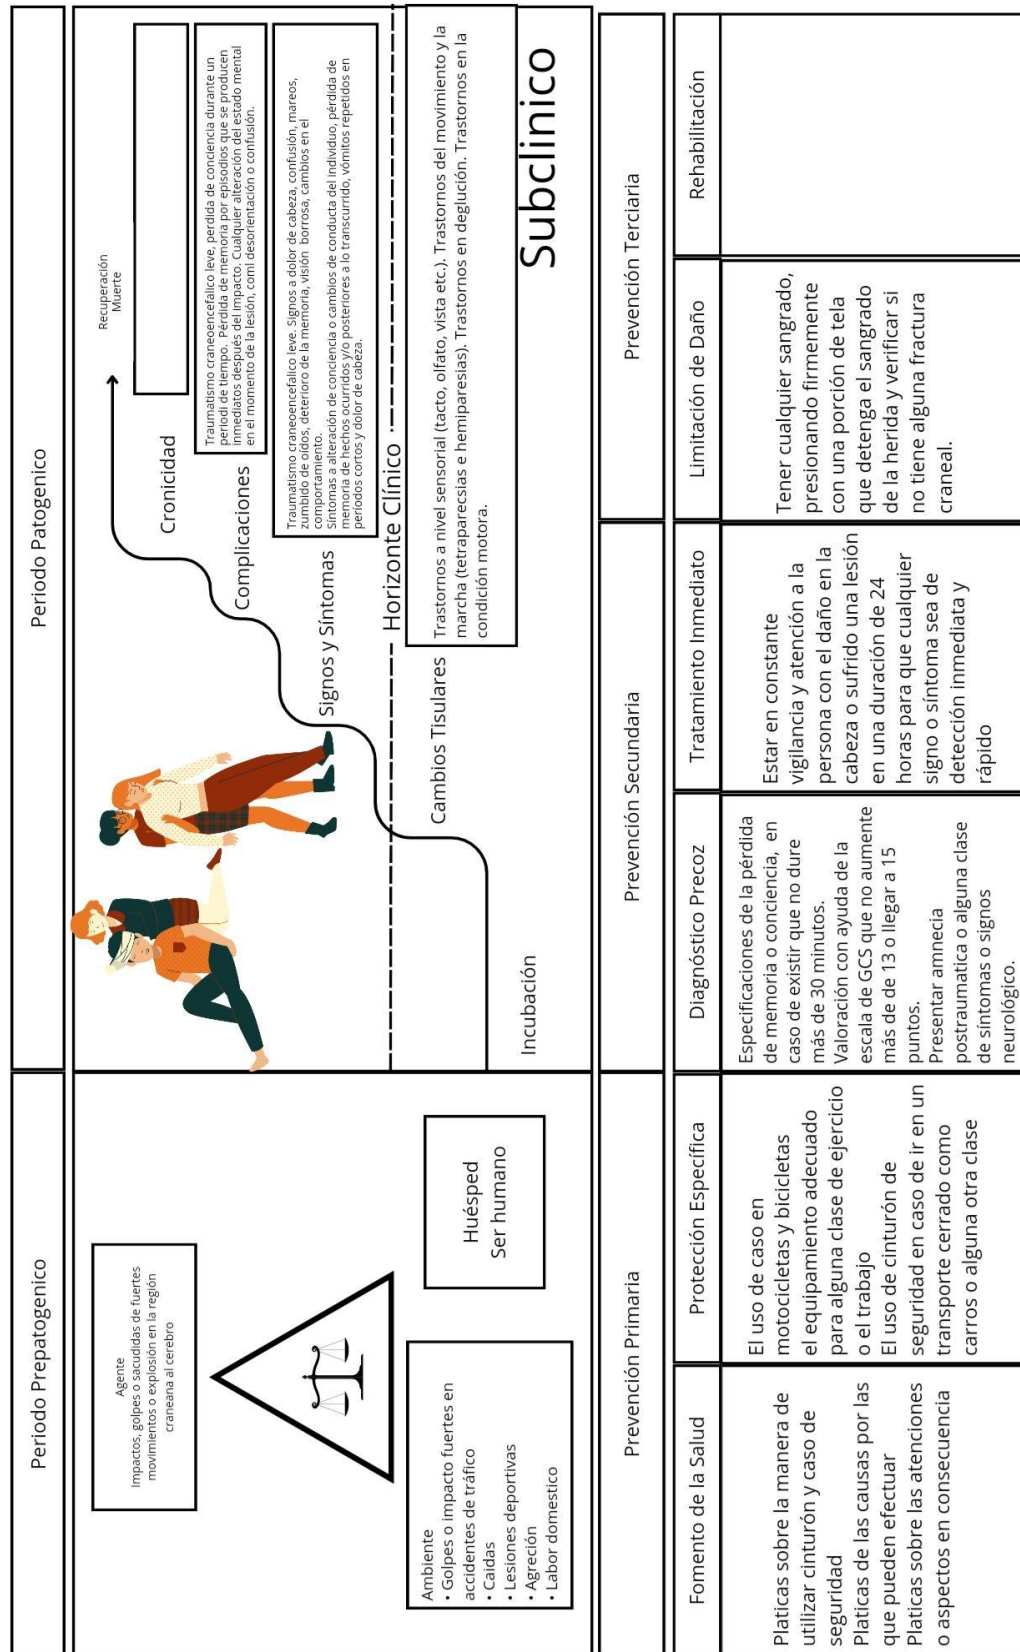 Periodo Prepatogenico
Periodo Patogenico
Agente
Impactos, golpes o sacudidas de fuertes
movimientos o explosión en la región
craneana al cerebro
Ambiente
• Golpes o impacto fuertes en
accidentes de tráfico
• Caidas
• Lesiones deportivas
• Agreción
• Labor domestico
Huésped
Ser humano
Recuperación
Muerte
Cronicidad
Complicaciones
Traumatismo craneoencefalico leve, perdida de conciencia durante un
periodi de tiempo. Pérdida de memoria por episodios que se producen
inmediatos después del impacto. Cualquier alteración del estado mental
en el momento de la lesión, coml desorientación o confusión.
Signos y Síntomas
Traumatismo craneoencefalico leve. Signos a dolor de cabeza, confusión, mareos,
zumbido de oídos, deterioro de la memoria, visión borrosa, cambios en el
comportamiento.
Síntomas a alteración de conciencia o cambios de conducta del individuo, pérdida de
memoria de hechos ocurridos y/o posteriores a lo transcurrido, vómitos repetidos en
periodos cortos y dolor de cabeza.
Horizonte Clínico
Cambios Tisulares
Trastornos a nivel sensorial (tacto, olfato, vista etc.). Trastornos del movimiento y la
marcha (tetraparecsias e hemiparesias). Trastornos en deglución. Trastornos en la
condición motora.
Incubación
Subclinico
Prevención Primaria
Prevención Secundaria
Prevención Terciaria
Fomento de la Salud
Protección Específica
Diagnóstico Precoz
Tratamiento Inmediato
Limitación de Daño
Rehabilitación
Platicas sobre la manera de
utilizar cinturón y caso de
seguridad
Platicas de las causas por las
que pueden efectuar
Platicas sobre las atenciones
o aspectos en consecuencia
El uso de caso en
motocicletas y bicicletas
el equipamiento adecuado
para alguna clase de ejercicio
o el trabajo
El uso de cinturón de
seguridad en caso de ir en un
transporte cerrado como
carros o alguna otra clase
Especificaciones de la pérdida
de memoria o conciencia, en
caso de existir que no dure
más de 30 minutos.
Valoración con ayuda de la
escala de GCS que no aumente
más de de 13 o llegar a 15
puntos.
Presentar amnecia
postraumatica o alguna clase
de síntomas o signos
neurológico.
Estar en constante
vigilancia y atención a la
persona con el daño en la
cabeza o sufrido una lesión
en una duración de 24
horas para que cualquier
signo o síntoma sea de
detección inmediata y
rápido
Tener cualquier sangrado,
presionando firmemente
con una porción de tela
que detenga el sangrado
de la herida y verificar si
no tiene alguna fractura
craneal.